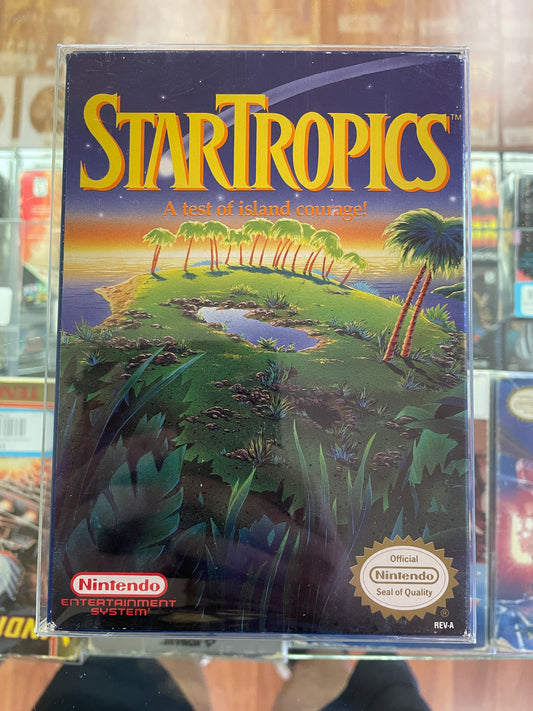 STARTROPICS™
A test of island courage!
Nintendo®
ENTERTAINMENT
SYSTEM®
Official
Nintendo
Seal of Quality
®
REV-A